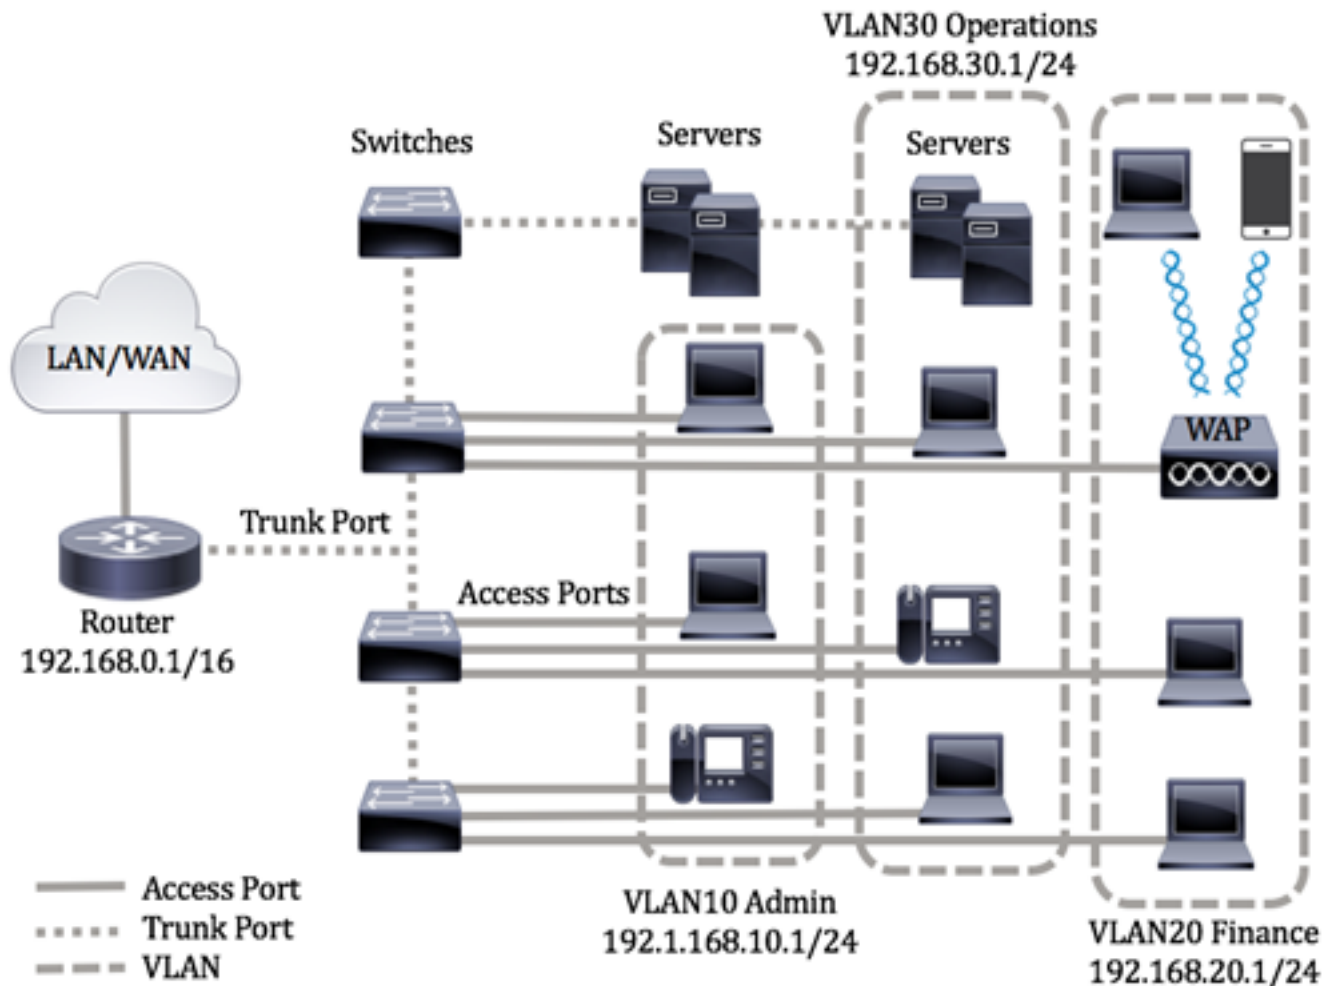 VLAN30 Operations
192.168.30.1/24
Switches
Servers
Servers
LAN/WAN
WAP
Trunk Port
Access Ports
Router
192.168.0.1/16
Access Port
Trunk Port
VLAN
VLAN10 Admin
192.1.168.10.1/24
VLAN20 Finance
192.168.20.1/24